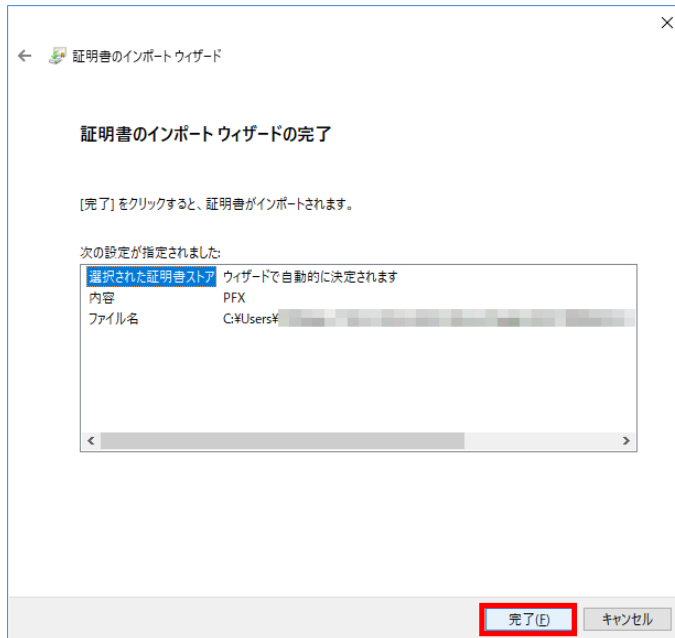 証明書のインポート ウィザード
証明書のインポート ウィザードの完了
[完了] をクリックすると、証明書がインポートされます。
次の設定が指定されました:
選択された証明書ストア ウィザードで自動的に決定されます
内容 PFX
ファイル名 C:¥Users¥
完了(F) キャンセル